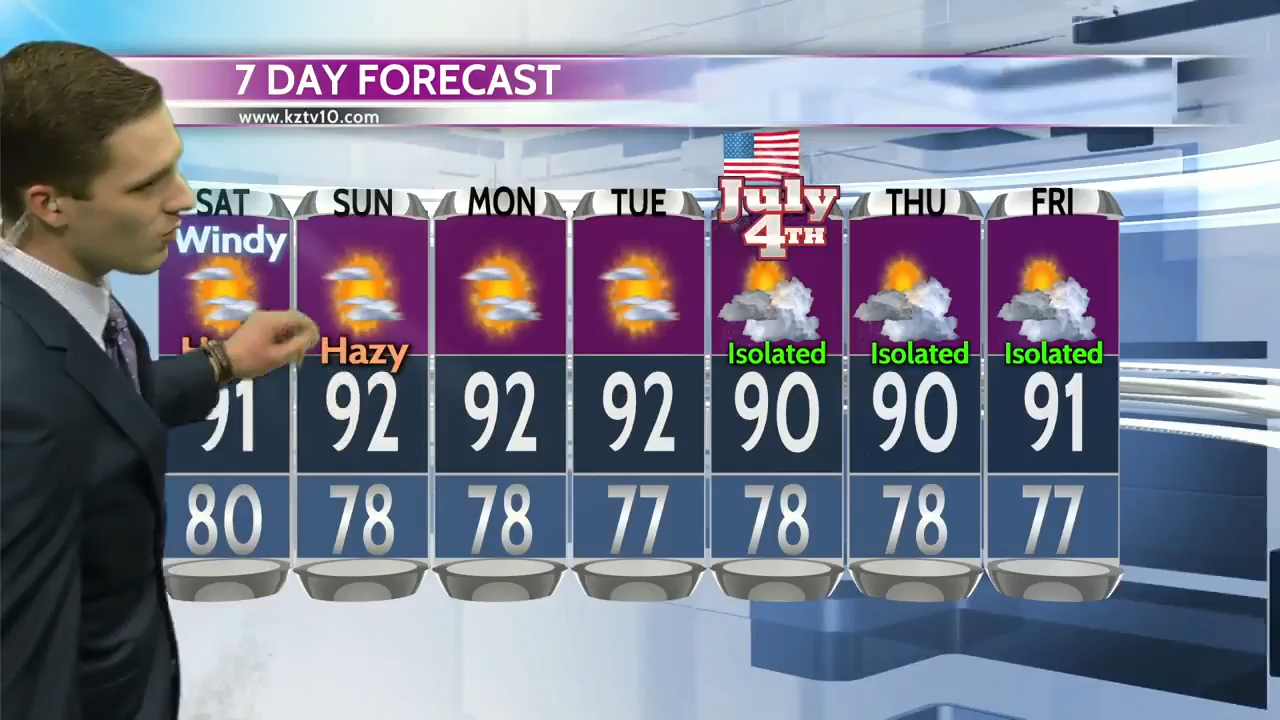 7 DAY FORECAST
www.kztv10.com
SAT SUN MON TUE July 4TH THU FRI
Windy
Hazy Isolated Isolated Isolated
91 92 92 92 90 90 91
80 78 78 77 78 78 77